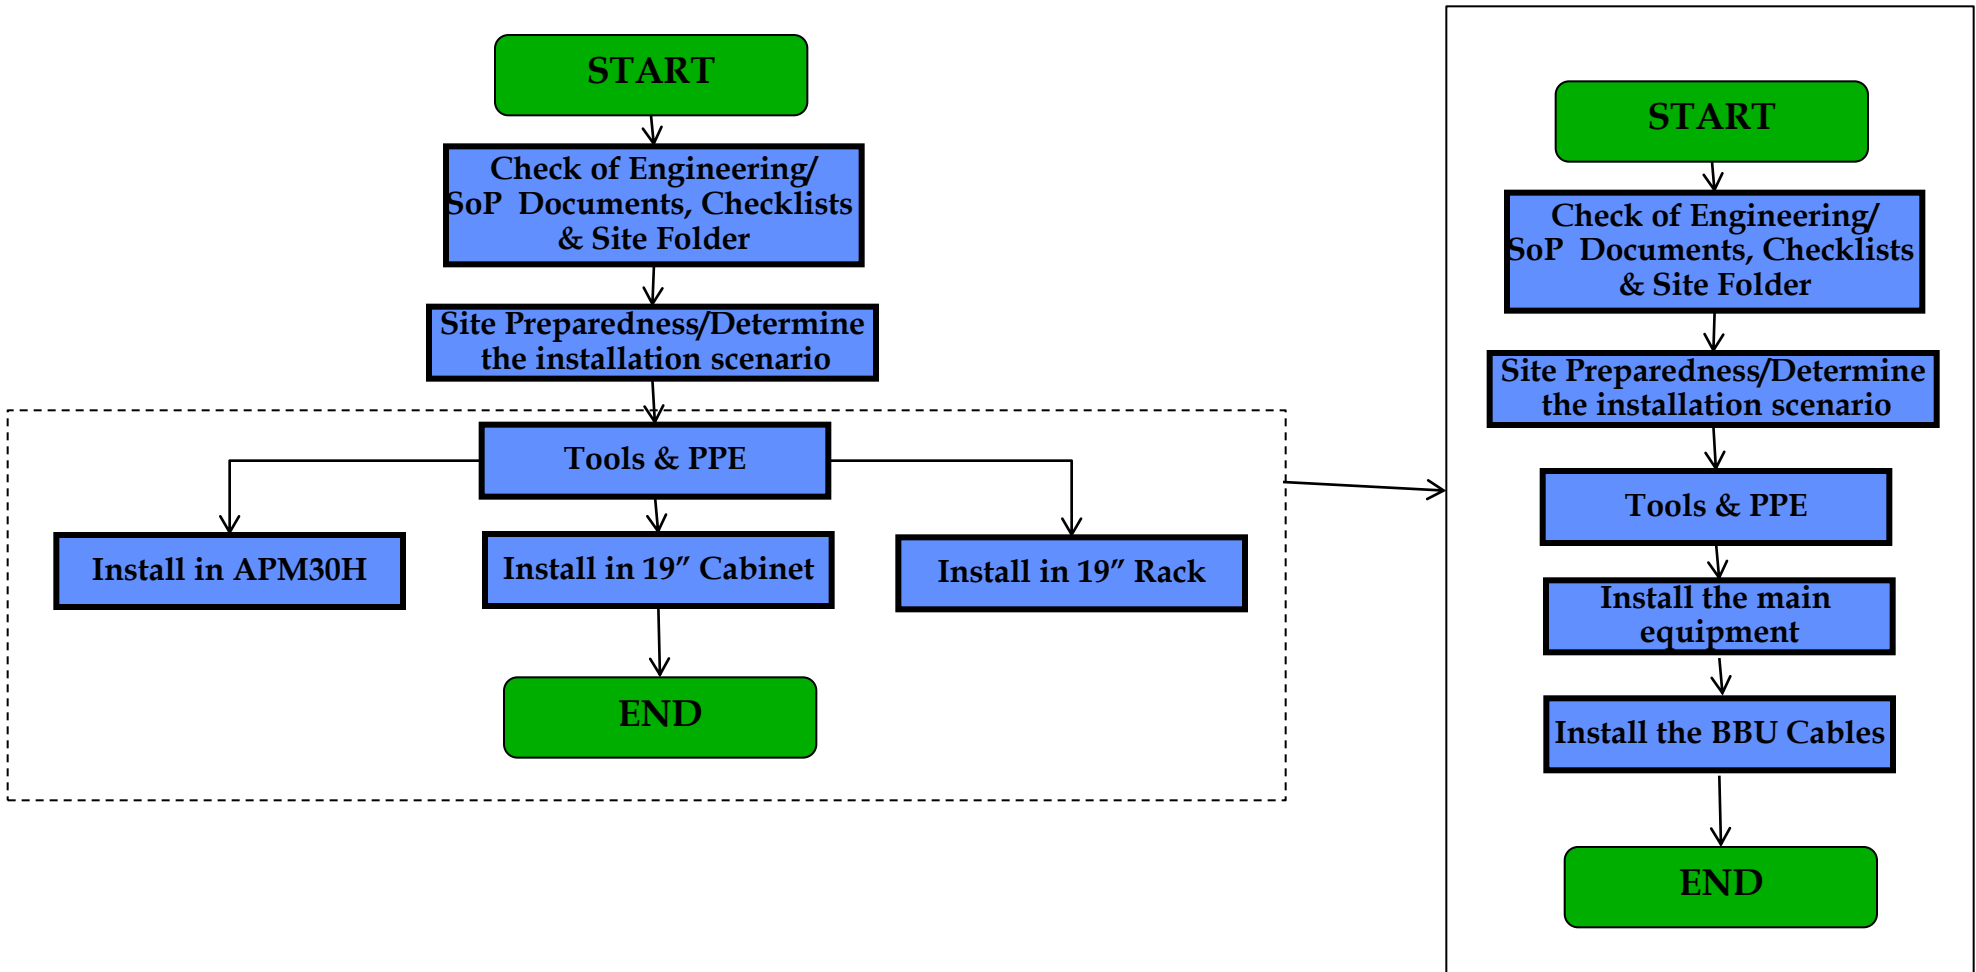 START
Check of Engineering/
SoP  Documents, Checklists
& Site Folder
Site Preparedness/Determine
the installation scenario
Tools & PPE
Install in APM30H
Install in 19” Cabinet
Install in 19” Rack
END
START
Check of Engineering/
SoP  Documents, Checklists
& Site Folder
Site Preparedness/Determine
the installation scenario
Tools & PPE
Install the main
equipment
Install the BBU Cables
END